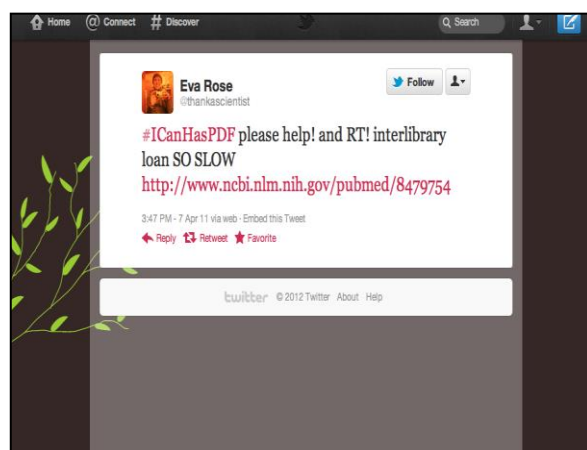 Home @ Connect # Discover Search
Eva Rose
@thankascientist
Follow
#ICanHasPDF please help! and RT! interlibrary
loan SO SLOW
http://www.ncbi.nlm.nih.gov/pubmed/8479754
3:47 PM - 7 Apr 11 via web · Embed this Tweet
Reply Retweet Favorite
twitter © 2012 Twitter About Help